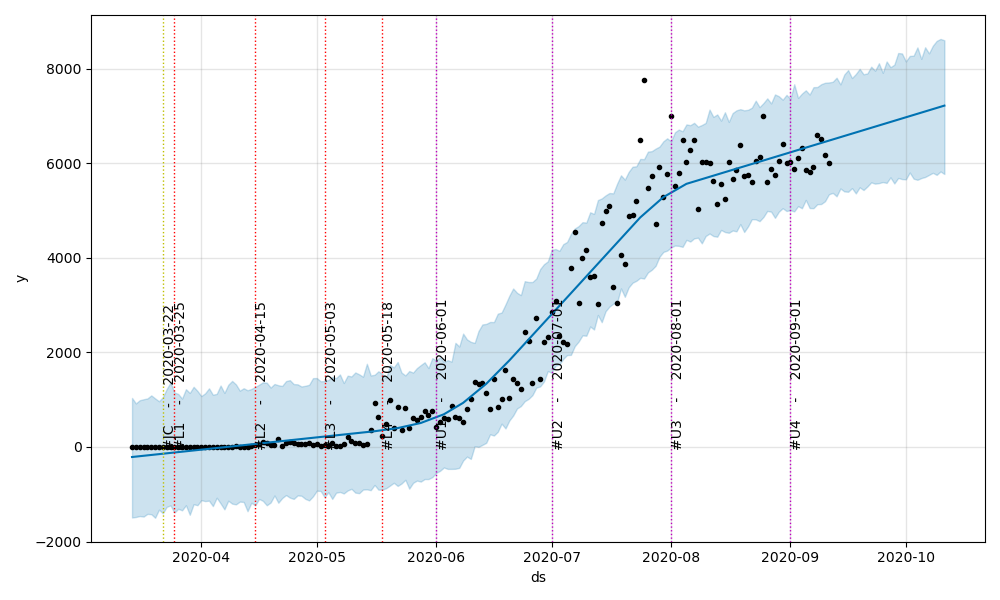 8000
6000
4000
2000
0
−2000
y
#JC - 2020-03-22
#L1 - 2020-03-25
#L2 - 2020-04-15
#L3 - 2020-05-03
#L4 - 2020-05-18
#U1 - 2020-06-01
#U2 - 2020-07-01
#U3 - 2020-08-01
#U4 - 2020-09-01
2020-04
2020-05
2020-06
2020-07
2020-08
2020-09
2020-10
ds